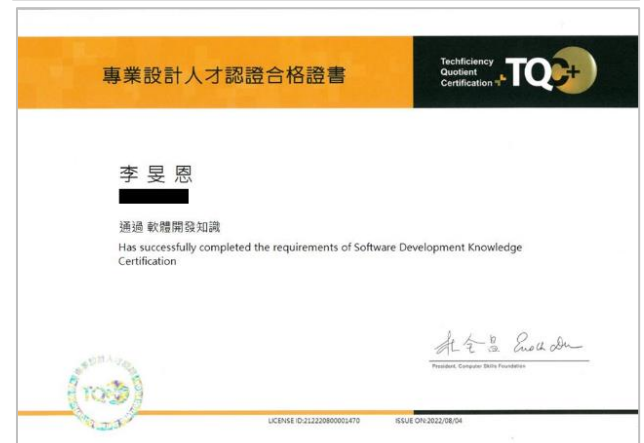 專業設計人才認證合格證書
Techficiency
Quotient
Certification
TQC+
李旻恩
通過 軟體開發知識
Has successfully completed the requirements of Software Development Knowledge
Certification
President, Computer Skills Foundation
LICENSE ID:212220800001470 ISSUE ON:2022/08/04